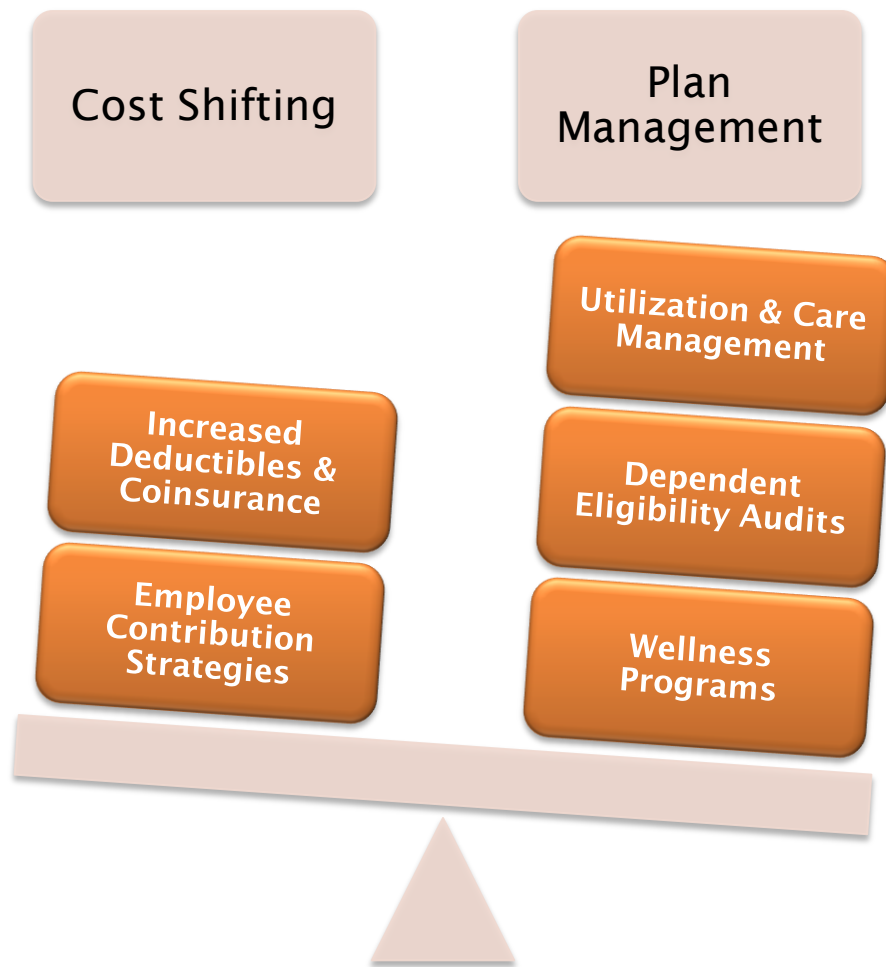 Cost Shifting
Plan
Management
Utilization & Care
Management
Increased
Deductibles &
Coinsurance
Dependent
Eligibility Audits
Employee
Contribution
Strategies
Wellness
Programs